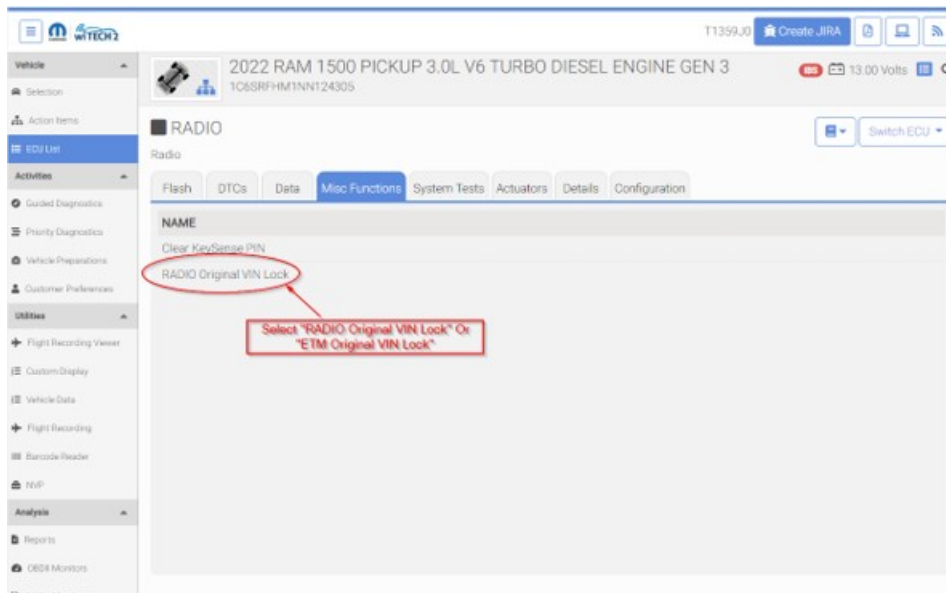 WiTECH 2
T1359J0 Create JIRA
Vehicle
Selection
Action Items
ECU List
Activities
Guided Diagnostics
Priority Diagnostics
Vehicle Preparations
Customer Preferences
Utilities
Flight Recording Viewer
Custom Display
Vehicle Data
Flight Recording
Barcode Reader
NVP
Analysis
Reports
OBDII Monitors
2022 RAM 1500 PICKUP 3.0L V6 TURBO DIESEL ENGINE GEN 3
1C6SRFHM1NN124305
IBS 13.00 Volts
RADIO
Radio
Switch ECU
Flash DTCs Data Misc Functions System Tests Actuators Details Configuration
NAME
Clear KeySense PIN
RADIO Original VIN Lock
Select "RADIO Original VIN Lock" Or
"ETM Original VIN Lock"